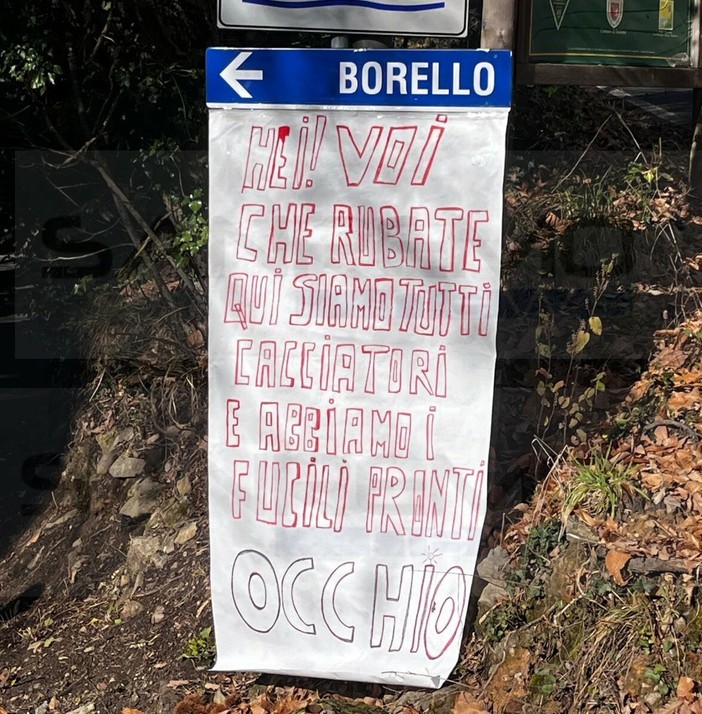 BORELLO
HEi! VOi
CHE RUBATE
QUi SiAMO TUTTi
CACCiATORi
E ABBiAMO i
FUCiLi PRONTi
OCCHiO